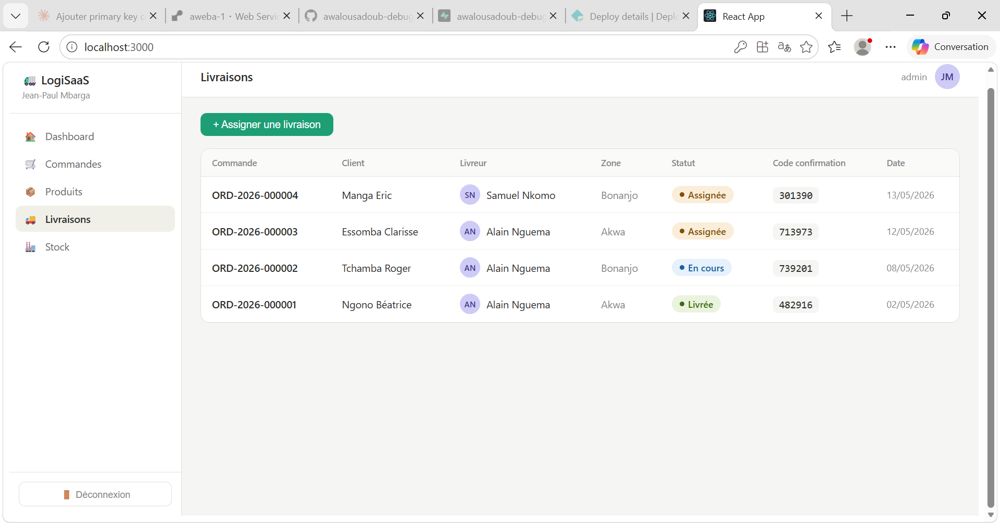 Ajouter primary key c
aweba-1 · Web Servic
awalousadoub-debug
awalousadoub-debug
Deploy details | Deplo
React App
localhost:3000
Conversation
LogiSaaS
Jean-Paul Mbarga
Livraisons
admin
JM
Dashboard
Commandes
Produits
Livraisons
Stock
Déconnexion
+ Assigner une livraison
Commande Client Livreur Zone Statut Code confirmation Date
ORD-2026-000004 Manga Eric SN Samuel Nkomo Bonanjo Assignée 301390 13/05/2026
ORD-2026-000003 Essomba Clarisse AN Alain Nguema Akwa Assignée 713973 12/05/2026
ORD-2026-000002 Tchamba Roger AN Alain Nguema Bonanjo En cours 739201 08/05/2026
ORD-2026-000001 Ngono Béatrice AN Alain Nguema Akwa Livrée 482916 02/05/2026